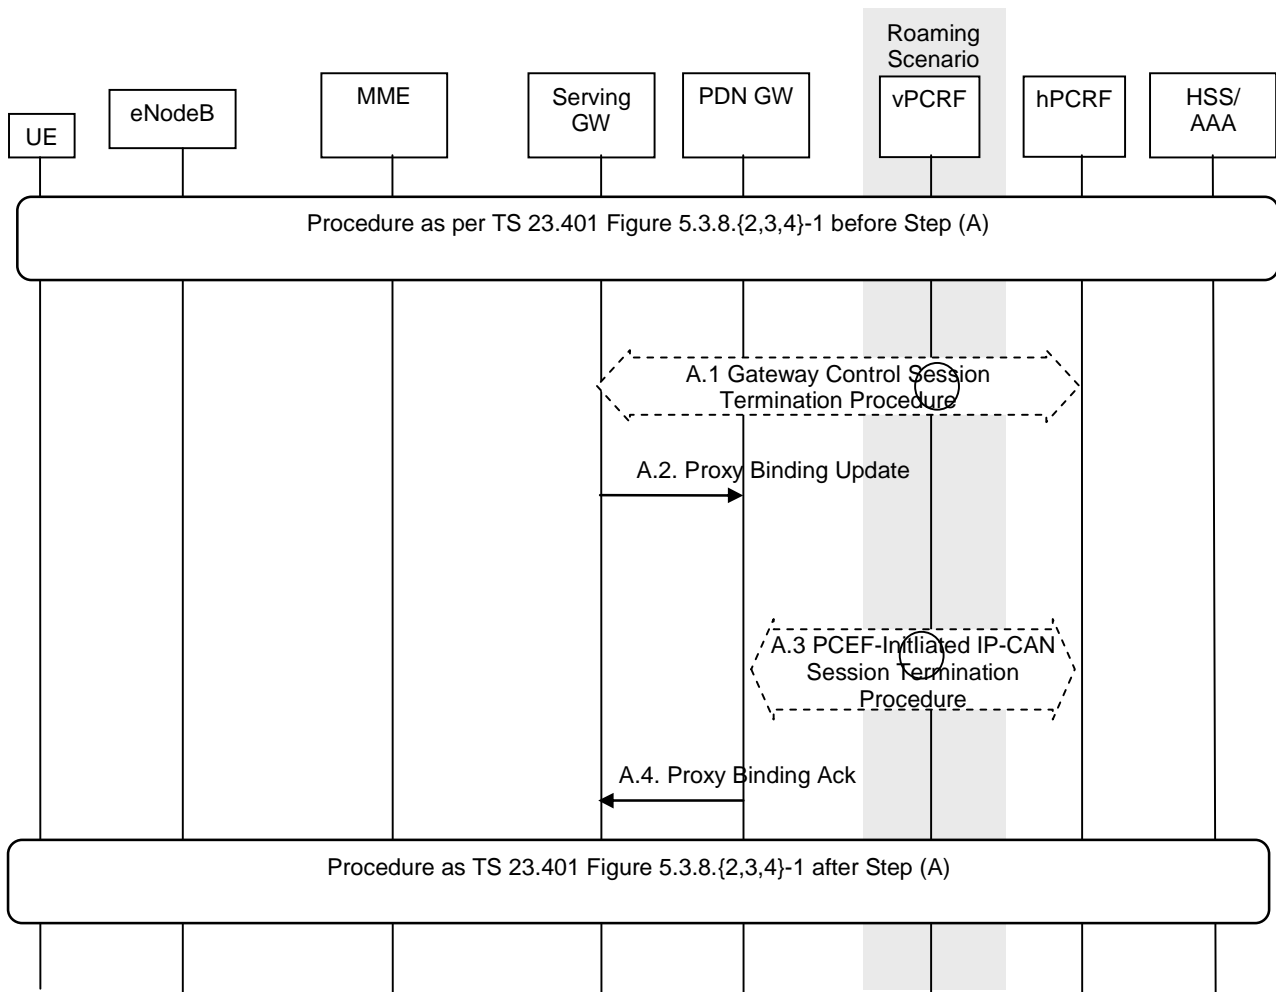 Roaming
Scenario
UE
eNodeB
MME
Serving
GW
PDN GW
vPCRF
hPCRF
HSS/
AAA
Procedure as per TS 23.401 Figure 5.3.8.{2,3,4}-1 before Step (A)
A.1 Gateway Control Session
Termination Procedure
A.2. Proxy Binding Update
A.3 PCEF-Initliated IP-CAN
Session Termination
Procedure
A.4. Proxy Binding Ack
Procedure as TS 23.401 Figure 5.3.8.{2,3,4}-1 after Step (A)